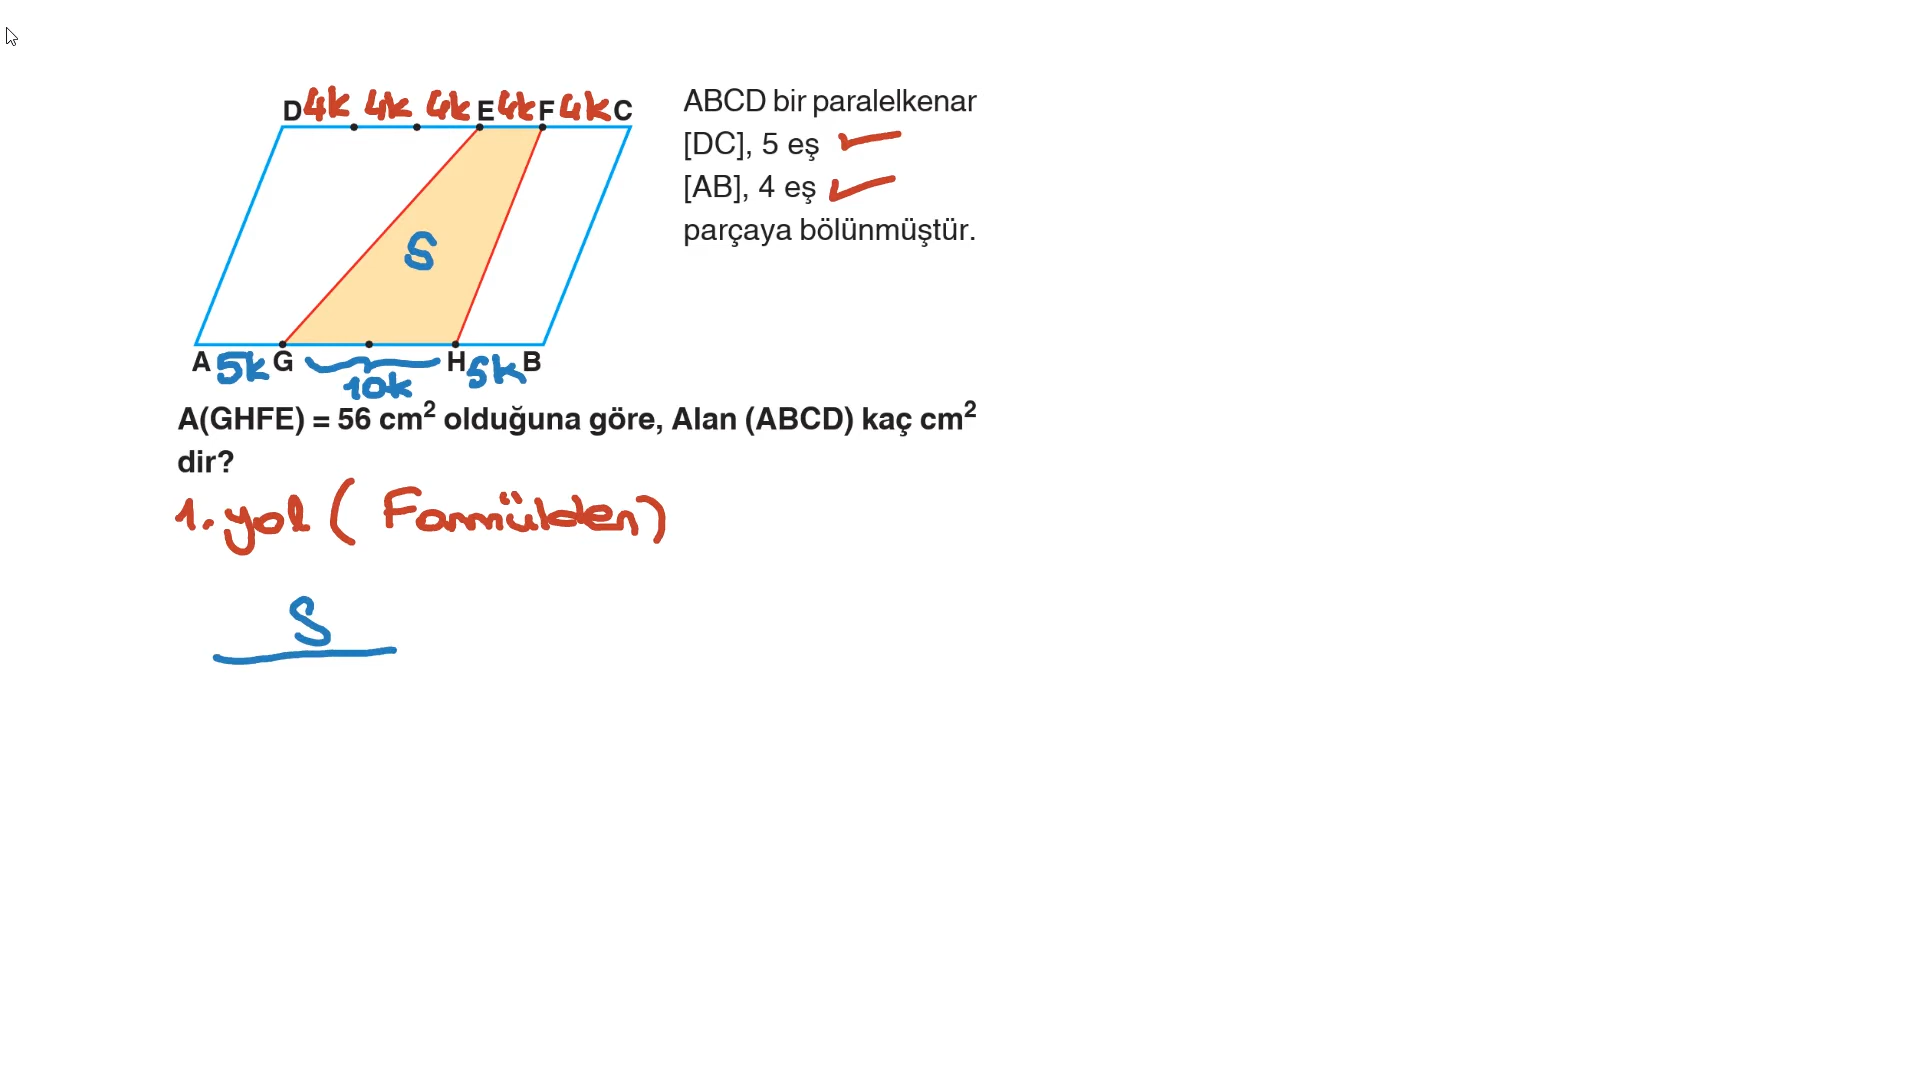 D 4k 4k 4k E 4k F 4k C
ABCD bir paralelkenar
[DC], 5 eş
[AB], 4 eş
parçaya bölünmüştür.
S
A 5k G H 5k B
10k
A(GHFE) = 56 cm² olduğuna göre, Alan (ABCD) kaç cm²
dir?
1. yol ( Formülden)
S